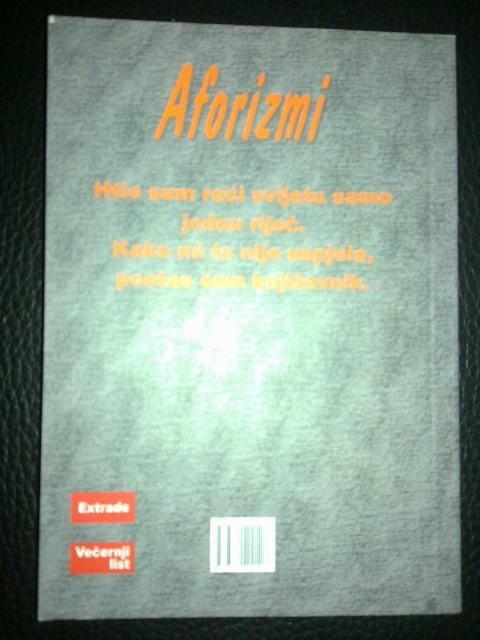 Aforizmi
Htio sam reći svijetu samo
jednu riječ.
Kako mi to nije uspjelo,
postao sam književnik.
Extrade
Večernji
list